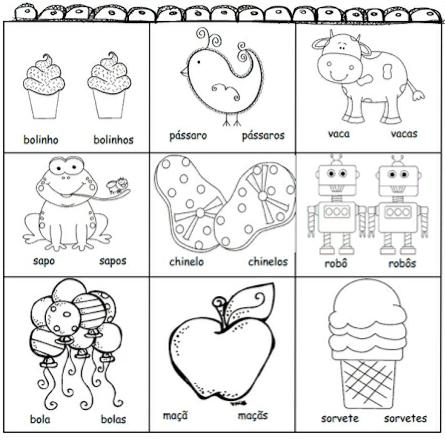 bolinho bolinhos
pássaro pássaros
vaca vacas
sapo sapos
chinelo chinelos
robô robôs
bola bolas
maçã maçãs
sorvete sorvetes